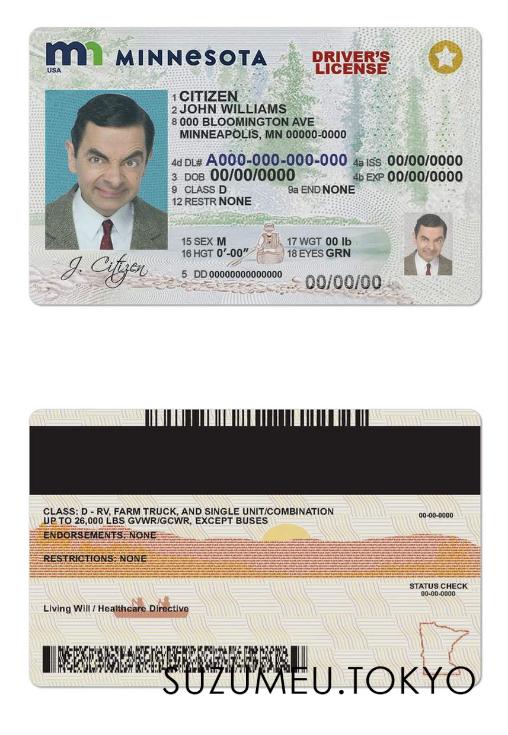 mn MINNESOTA DRIVER'S LICENSE
USA
1 CITIZEN
2 JOHN WILLIAMS
8 000 BLOOMINGTON AVE
MINNEAPOLIS, MN 00000-0000
4d DL# A000-000-000-000 4a ISS 00/00/0000
3 DOB 00/00/0000 4b EXP 00/00/0000
9 CLASS D 9a END NONE
12 RESTR NONE
15 SEX M 17 WGT 00 lb
16 HGT 0'-00" 18 EYES GRN
J. Citizen
5 DD 00000000000000 00/00/00
CLASS: D - RV, FARM TRUCK, AND SINGLE UNIT/COMBINATION
UP TO 26,000 LBS GVWR/GCWR, EXCEPT BUSES
00-00-0000
ENDORSEMENTS: NONE
RESTRICTIONS: NONE
STATUS CHECK
00-00-0000
Living Will / Healthcare Directive
SUZUMEU.TOKYO